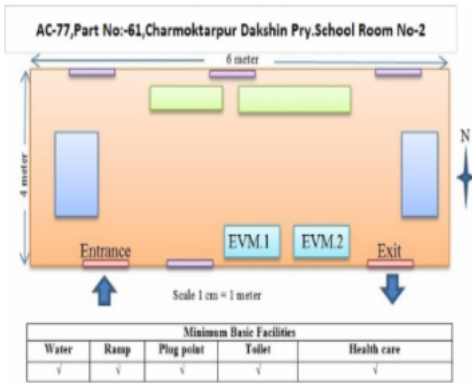 AC-77,Part No:-61,Charmoktarpur Dakshin Pry.School Room No-2
6 meter
4 meter
N
EVM.1 EVM.2
Entrance Exit
Scale 1 cm = 1 meter
Minimum Basic Facilities
Water Ramp Plug point Toilet Health care
√ √ √ √ √